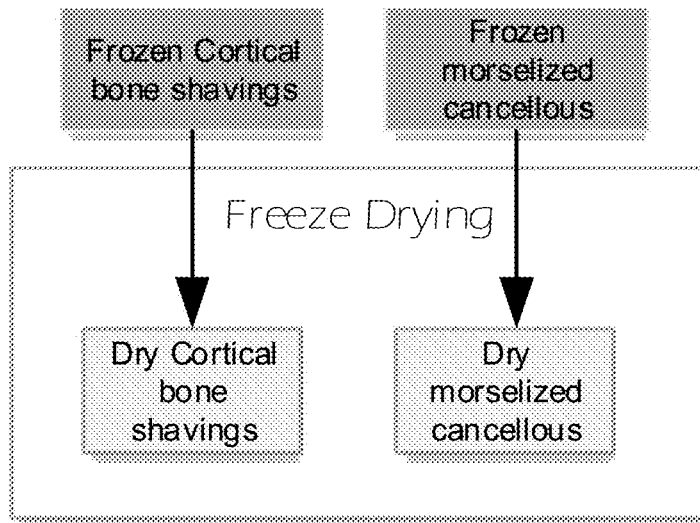 Frozen Cortical
bone shavings
Frozen
morselized
cancellous
Freeze Drying
Dry Cortical
bone
shavings
Dry
morselized
cancellous